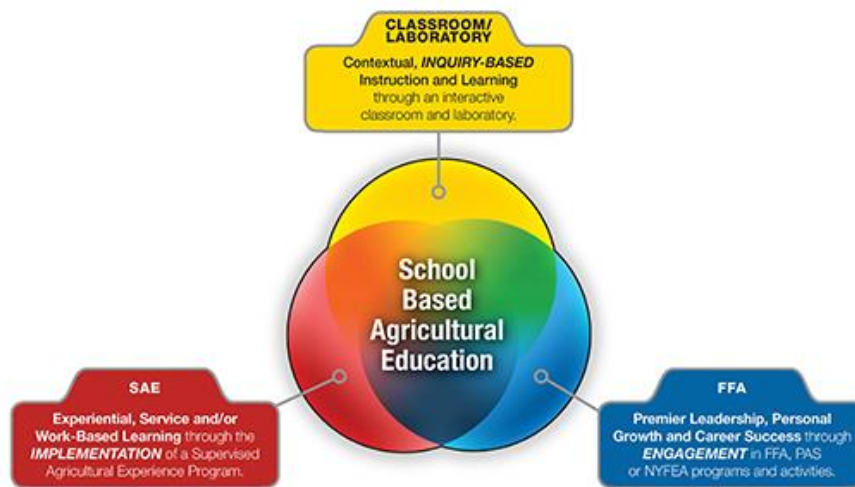 CLASSROOM/
LABORATORY
Contextual, INQUIRY-BASED
Instruction and Learning
through an interactive
classroom and laboratory.
School
Based
Agricultural
Education
SAE
Experiential, Service and/or
Work-Based Learning through the
IMPLEMENTATION of a Supervised
Agricultural Experience Program.
FFA
Premier Leadership, Personal
Growth and Career Success through
ENGAGEMENT in FFA, PAS
or NYFEA programs and activities.